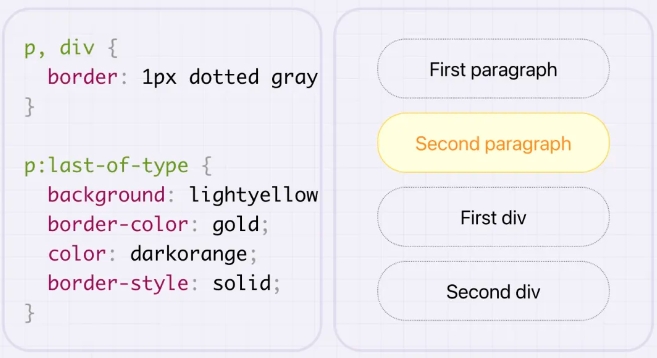 p, div {
border: 1px dotted gray
}
p:last-of-type {
background: lightyellow
border-color: gold;
color: darkorange;
border-style: solid;
}
First paragraph
Second paragraph
First div
Second div